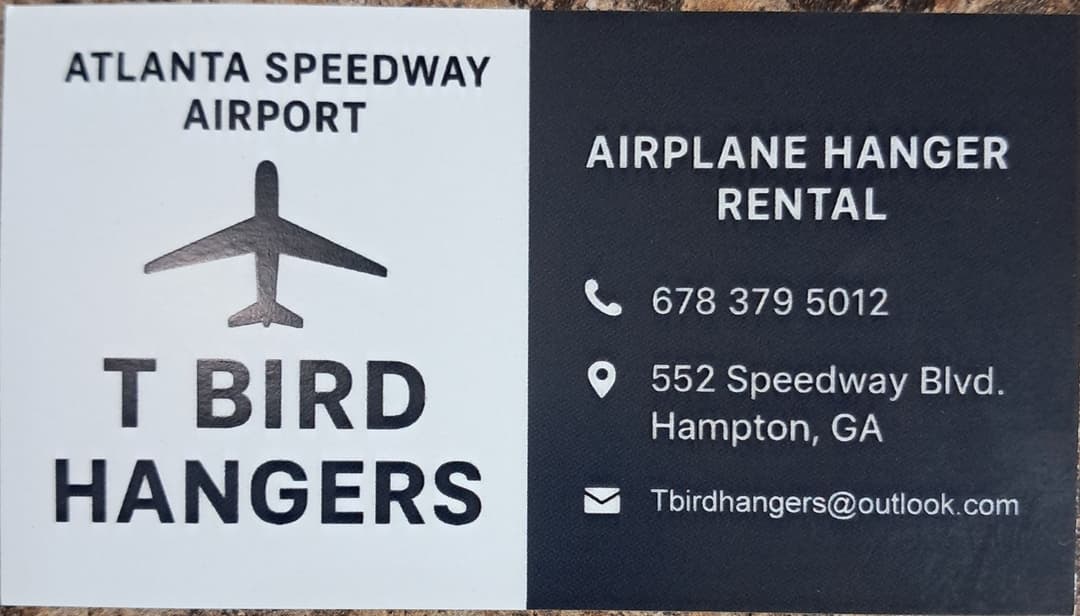 ATLANTA SPEEDWAY
AIRPORT
T BIRD
HANGERS
AIRPLANE HANGER
RENTAL
678 379 5012
552 Speedway Blvd.
Hampton, GA
Tbirdhangers@outlook.com